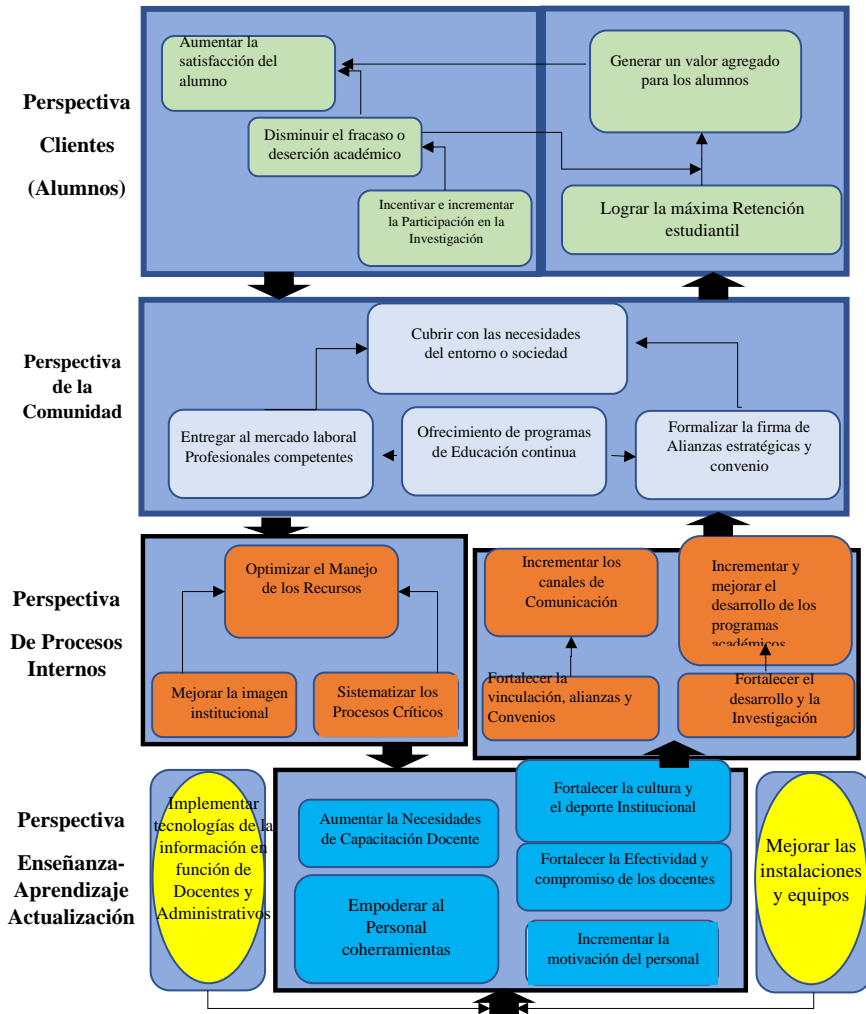 Perspectiva
Clientes
(Alumnos)
Aumentar la
satisfacción del
alumno
Generar un valor agregado
para los alumnos
Disminuir el fracaso o
deserción académico
Incentivar e incrementar
la Participación en la
Investigación
Lograr la máxima Retención
estudiantil
Perspectiva
de la
Comunidad
Cubrir con las necesidades
del entorno o sociedad
Entregar al mercado laboral
Profesionales competentes
Ofrecimiento de programas
de Educación continua
Formalizar la firma de
Alianzas estratégicas y
convenio
Perspectiva
De Procesos
Internos
Optimizar el Manejo
de los Recursos
Mejorar la imagen
institucional
Sistematizar los
Procesos Críticos
Incrementar los
canales de
Comunicación
Incrementar y
mejorar el
desarrollo de los
programas
académicos
Fortalecer la
vinculación, alianzas y
Convenios
Fortalecer el
desarrollo y la
Investigación
Perspectiva
Enseñanza-
Aprendizaje
Actualización
Implementar
tecnologías de la
información en
función de
Docentes y
Administrativos
Aumentar la Necesidades
de Capacitación Docente
Empoderar al
Personal
coherramientas
Fortalecer la cultura y
el deporte Institucional
Fortalecer la Efectividad y
compromiso de los docentes
Incrementar la
motivación del personal
Mejorar las
instalaciones
y equipos